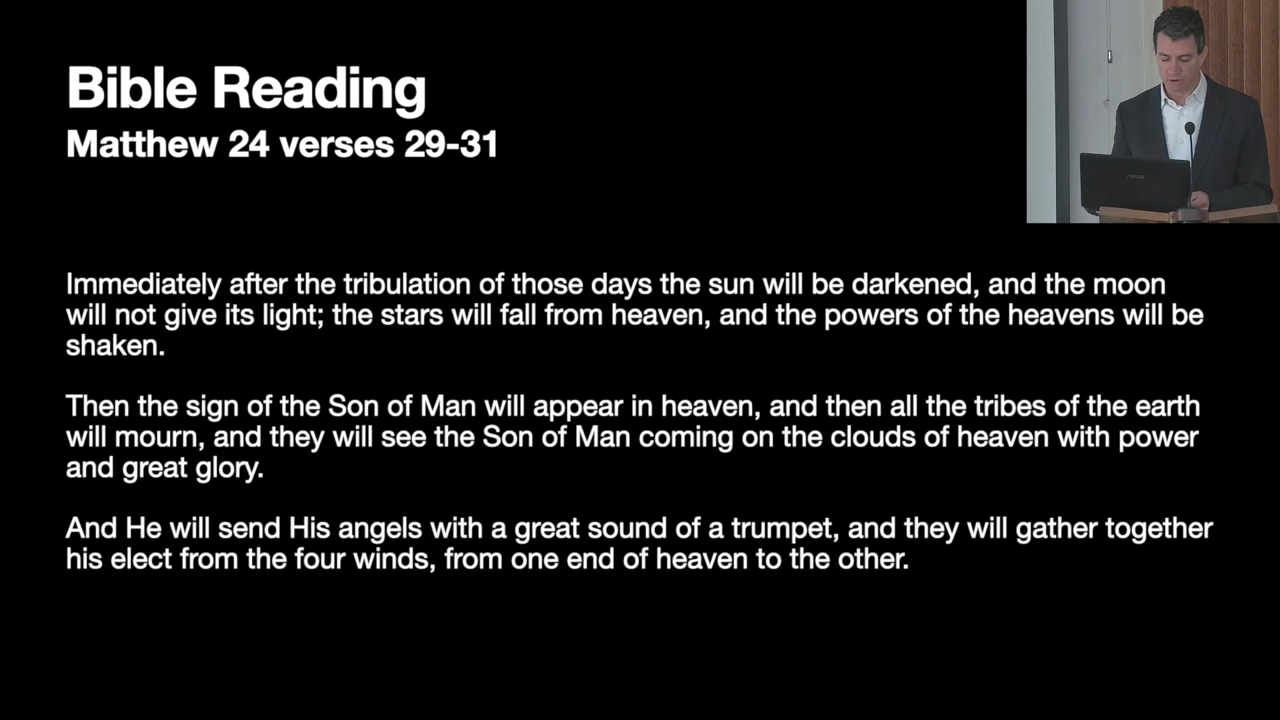 Bible Reading
Matthew 24 verses 29-31
Immediately after the tribulation of those days the sun will be darkened, and the moon
will not give its light; the stars will fall from heaven, and the powers of the heavens will be
shaken.
Then the sign of the Son of Man will appear in heaven, and then all the tribes of the earth
will mourn, and they will see the Son of Man coming on the clouds of heaven with power
and great glory.
And He will send His angels with a great sound of a trumpet, and they will gather together
his elect from the four winds, from one end of heaven to the other.
ASUS